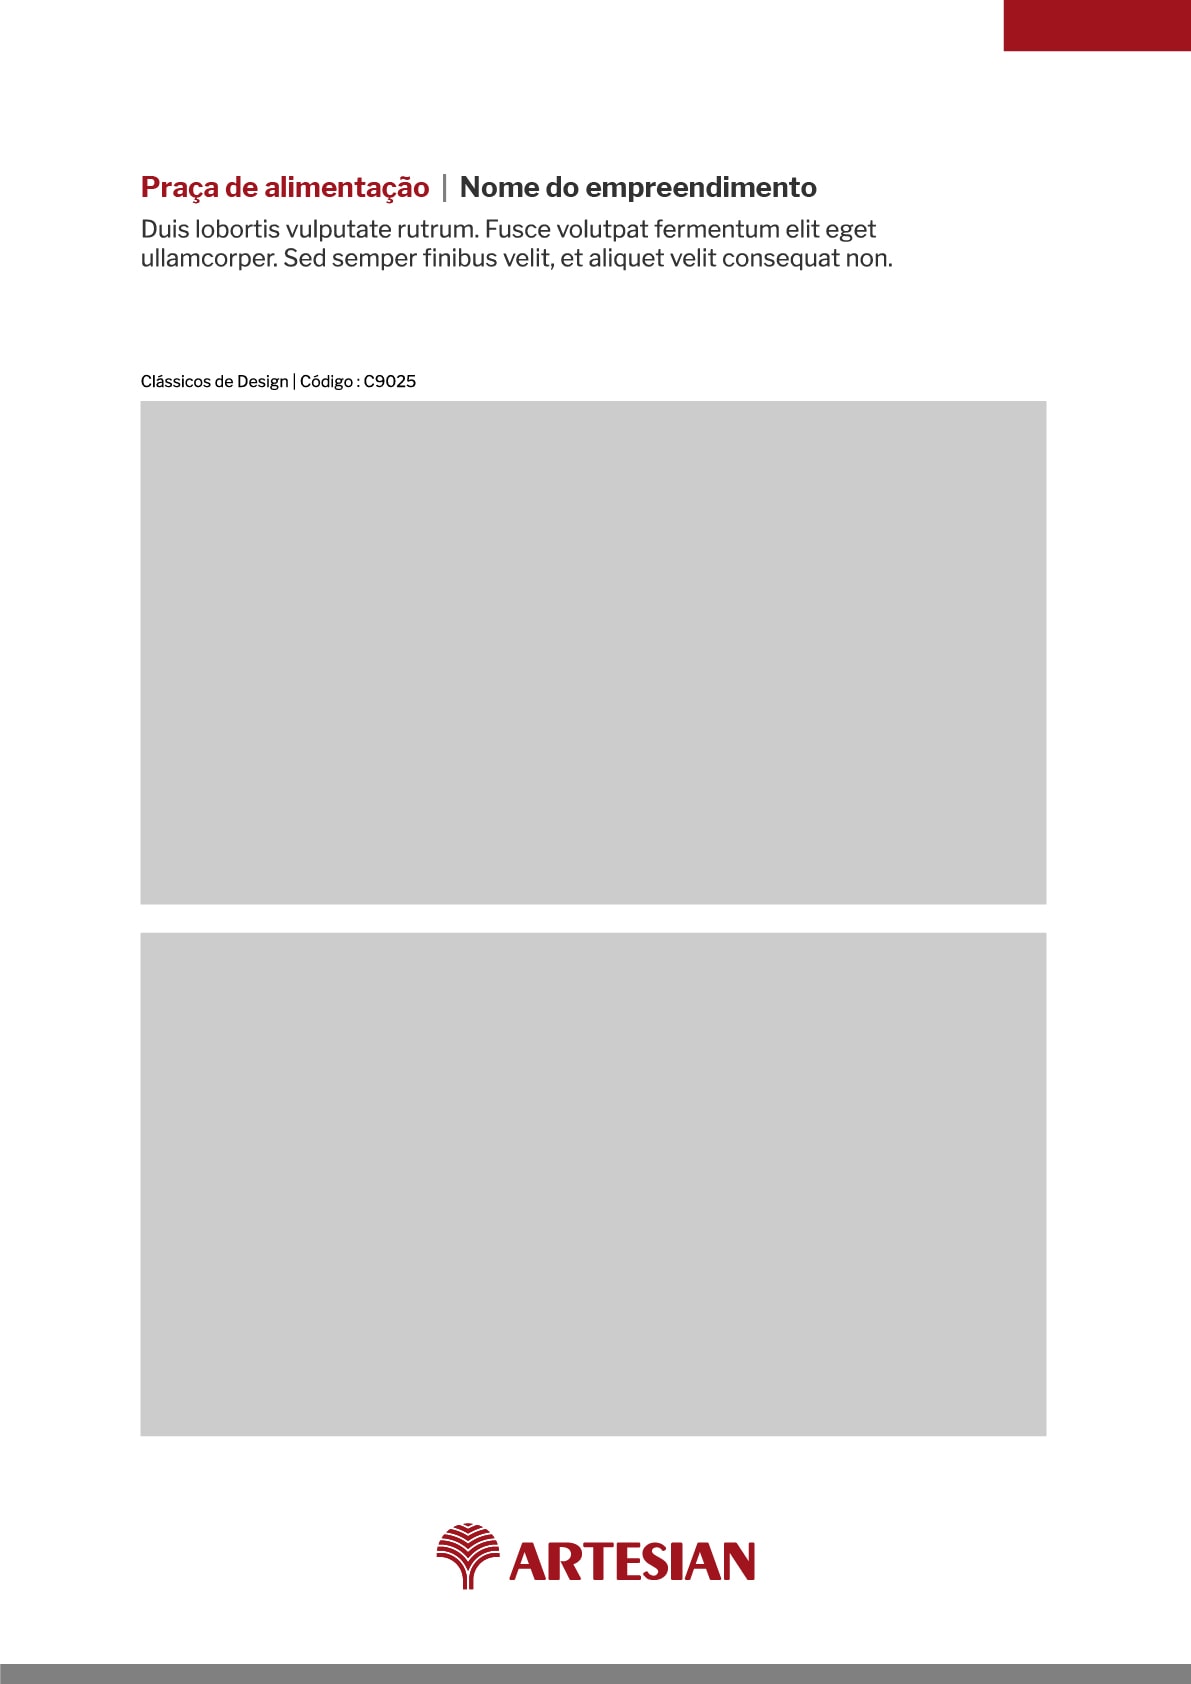 Praça de alimentação | Nome do empreendimento
Duis lobortis vulputate rutrum. Fusce volutpat fermentum elit eget
ullamcorper. Sed semper finibus velit, et aliquet velit consequat non.
Clássicos de Design | Código : C9025
ARTESIAN